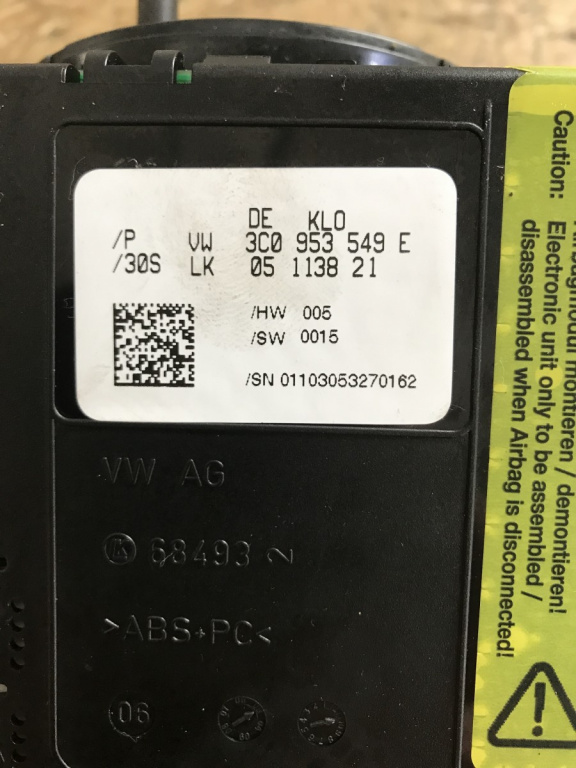 DE KLO
/P VW 3C0 953 549 E
/30S LK 05 1138 21
/HW 005
/SW 0015
/SN 01103053270162
VW AG
68493 2
>ABS+PC<
06
montieren / demontieren!
Caution: Electronic unit only to be assembled /
disassembled when Airbag is disconnected!